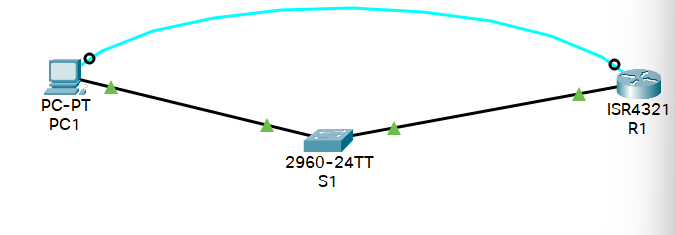 PC-PT
PC1
2960-24TT
S1
ISR4321
R1